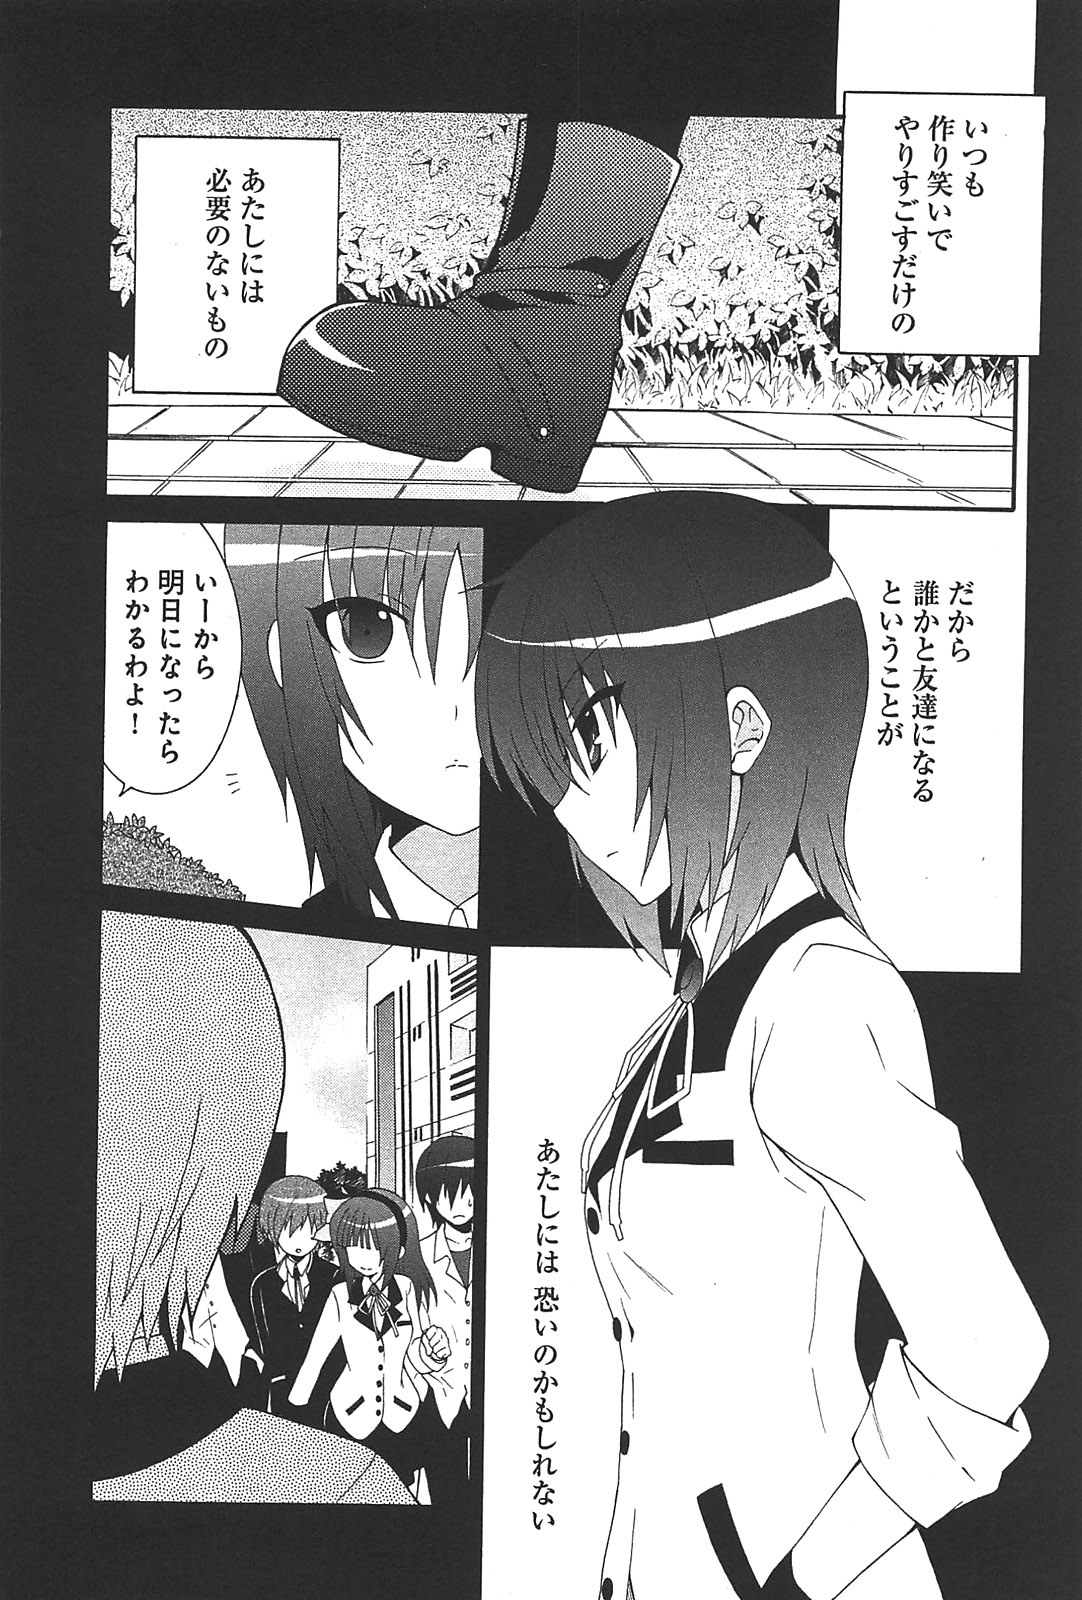 いつも
作り笑いで
やりすごすだけの
あたしには
必要のないもの
だから
誰かと友達になる
ということが
いーから
明日になったら
わかるわよ！
あたしには 恐いのかもしれない